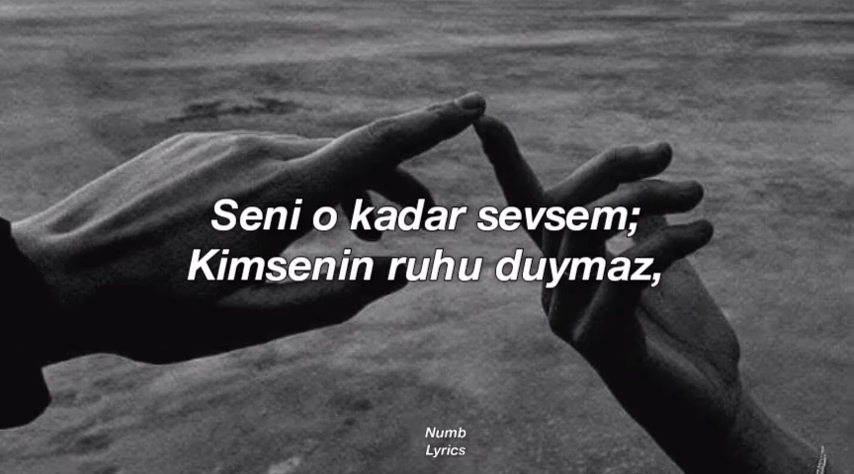 Seni o kadar sevsem;
Kimsenin ruhu duymaz,
Numb
Lyrics